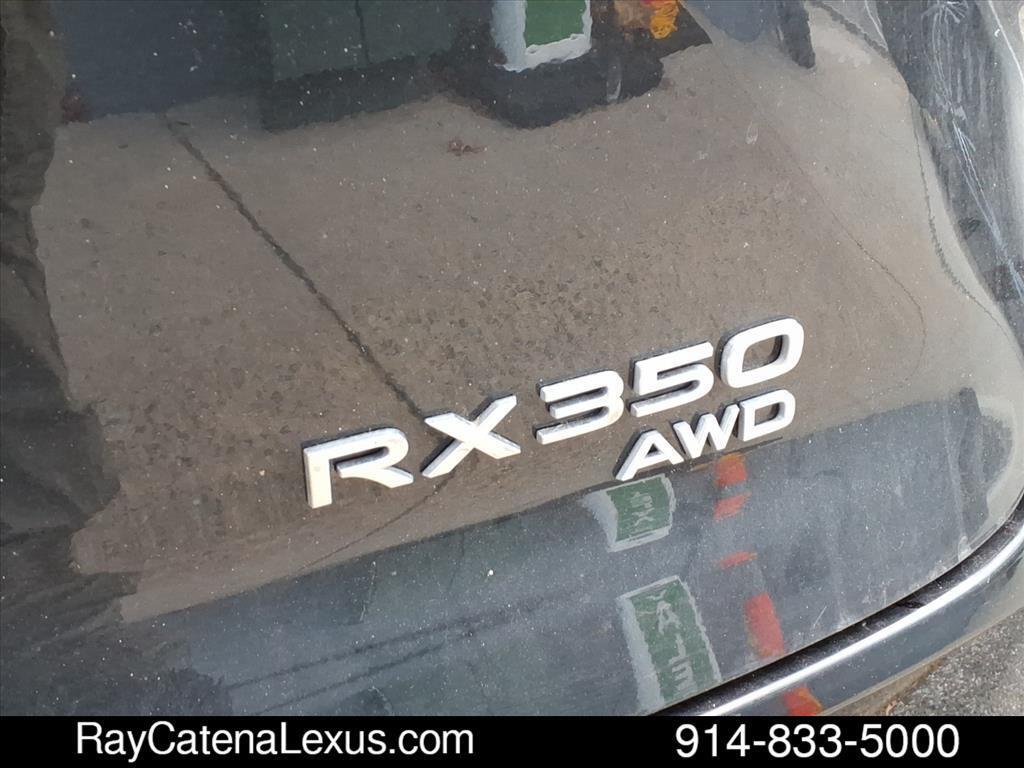 RX350
AWD
RayCatenaLexus.com
914-833-5000